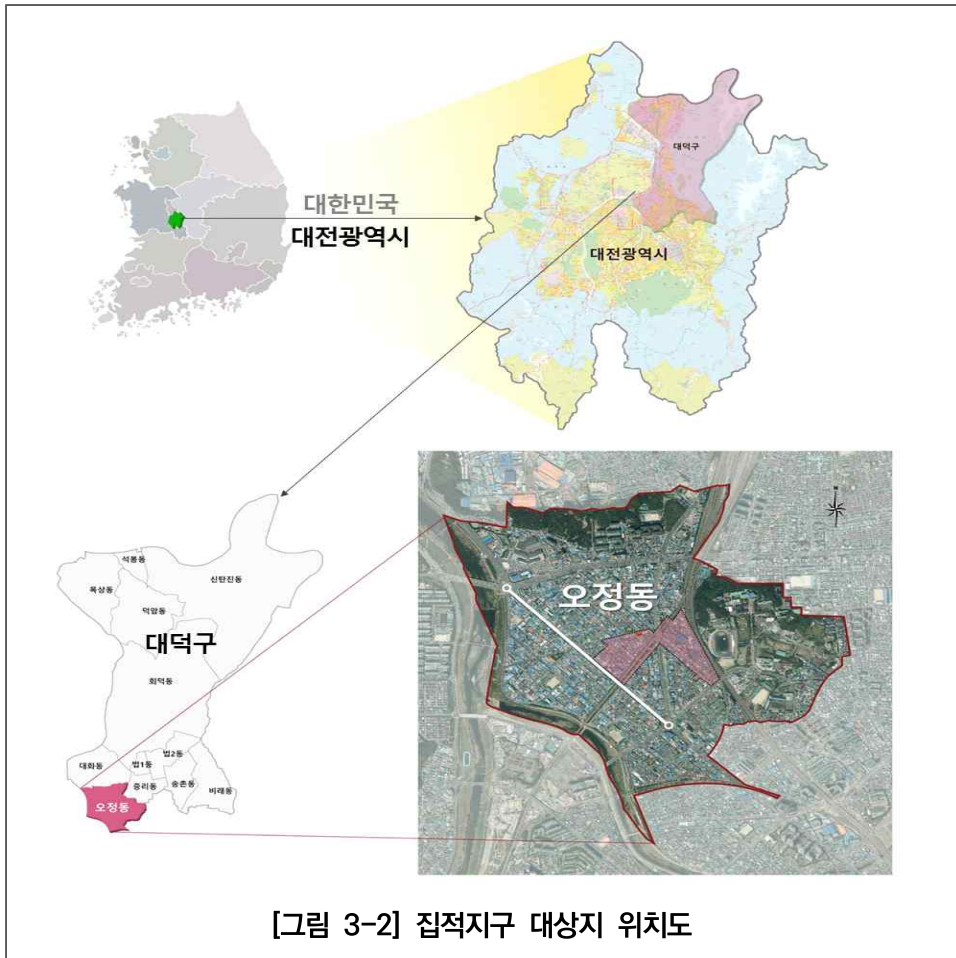 대한민국
대전광역시
대덕구
대전광역시
석봉동
신탄진동
목상동
덕암동
대덕구
회덕동
대화동
법1동
법2동
중리동
송촌동
비래동
오정동
오정동
[그림 3-2] 집적지구 대상지 위치도